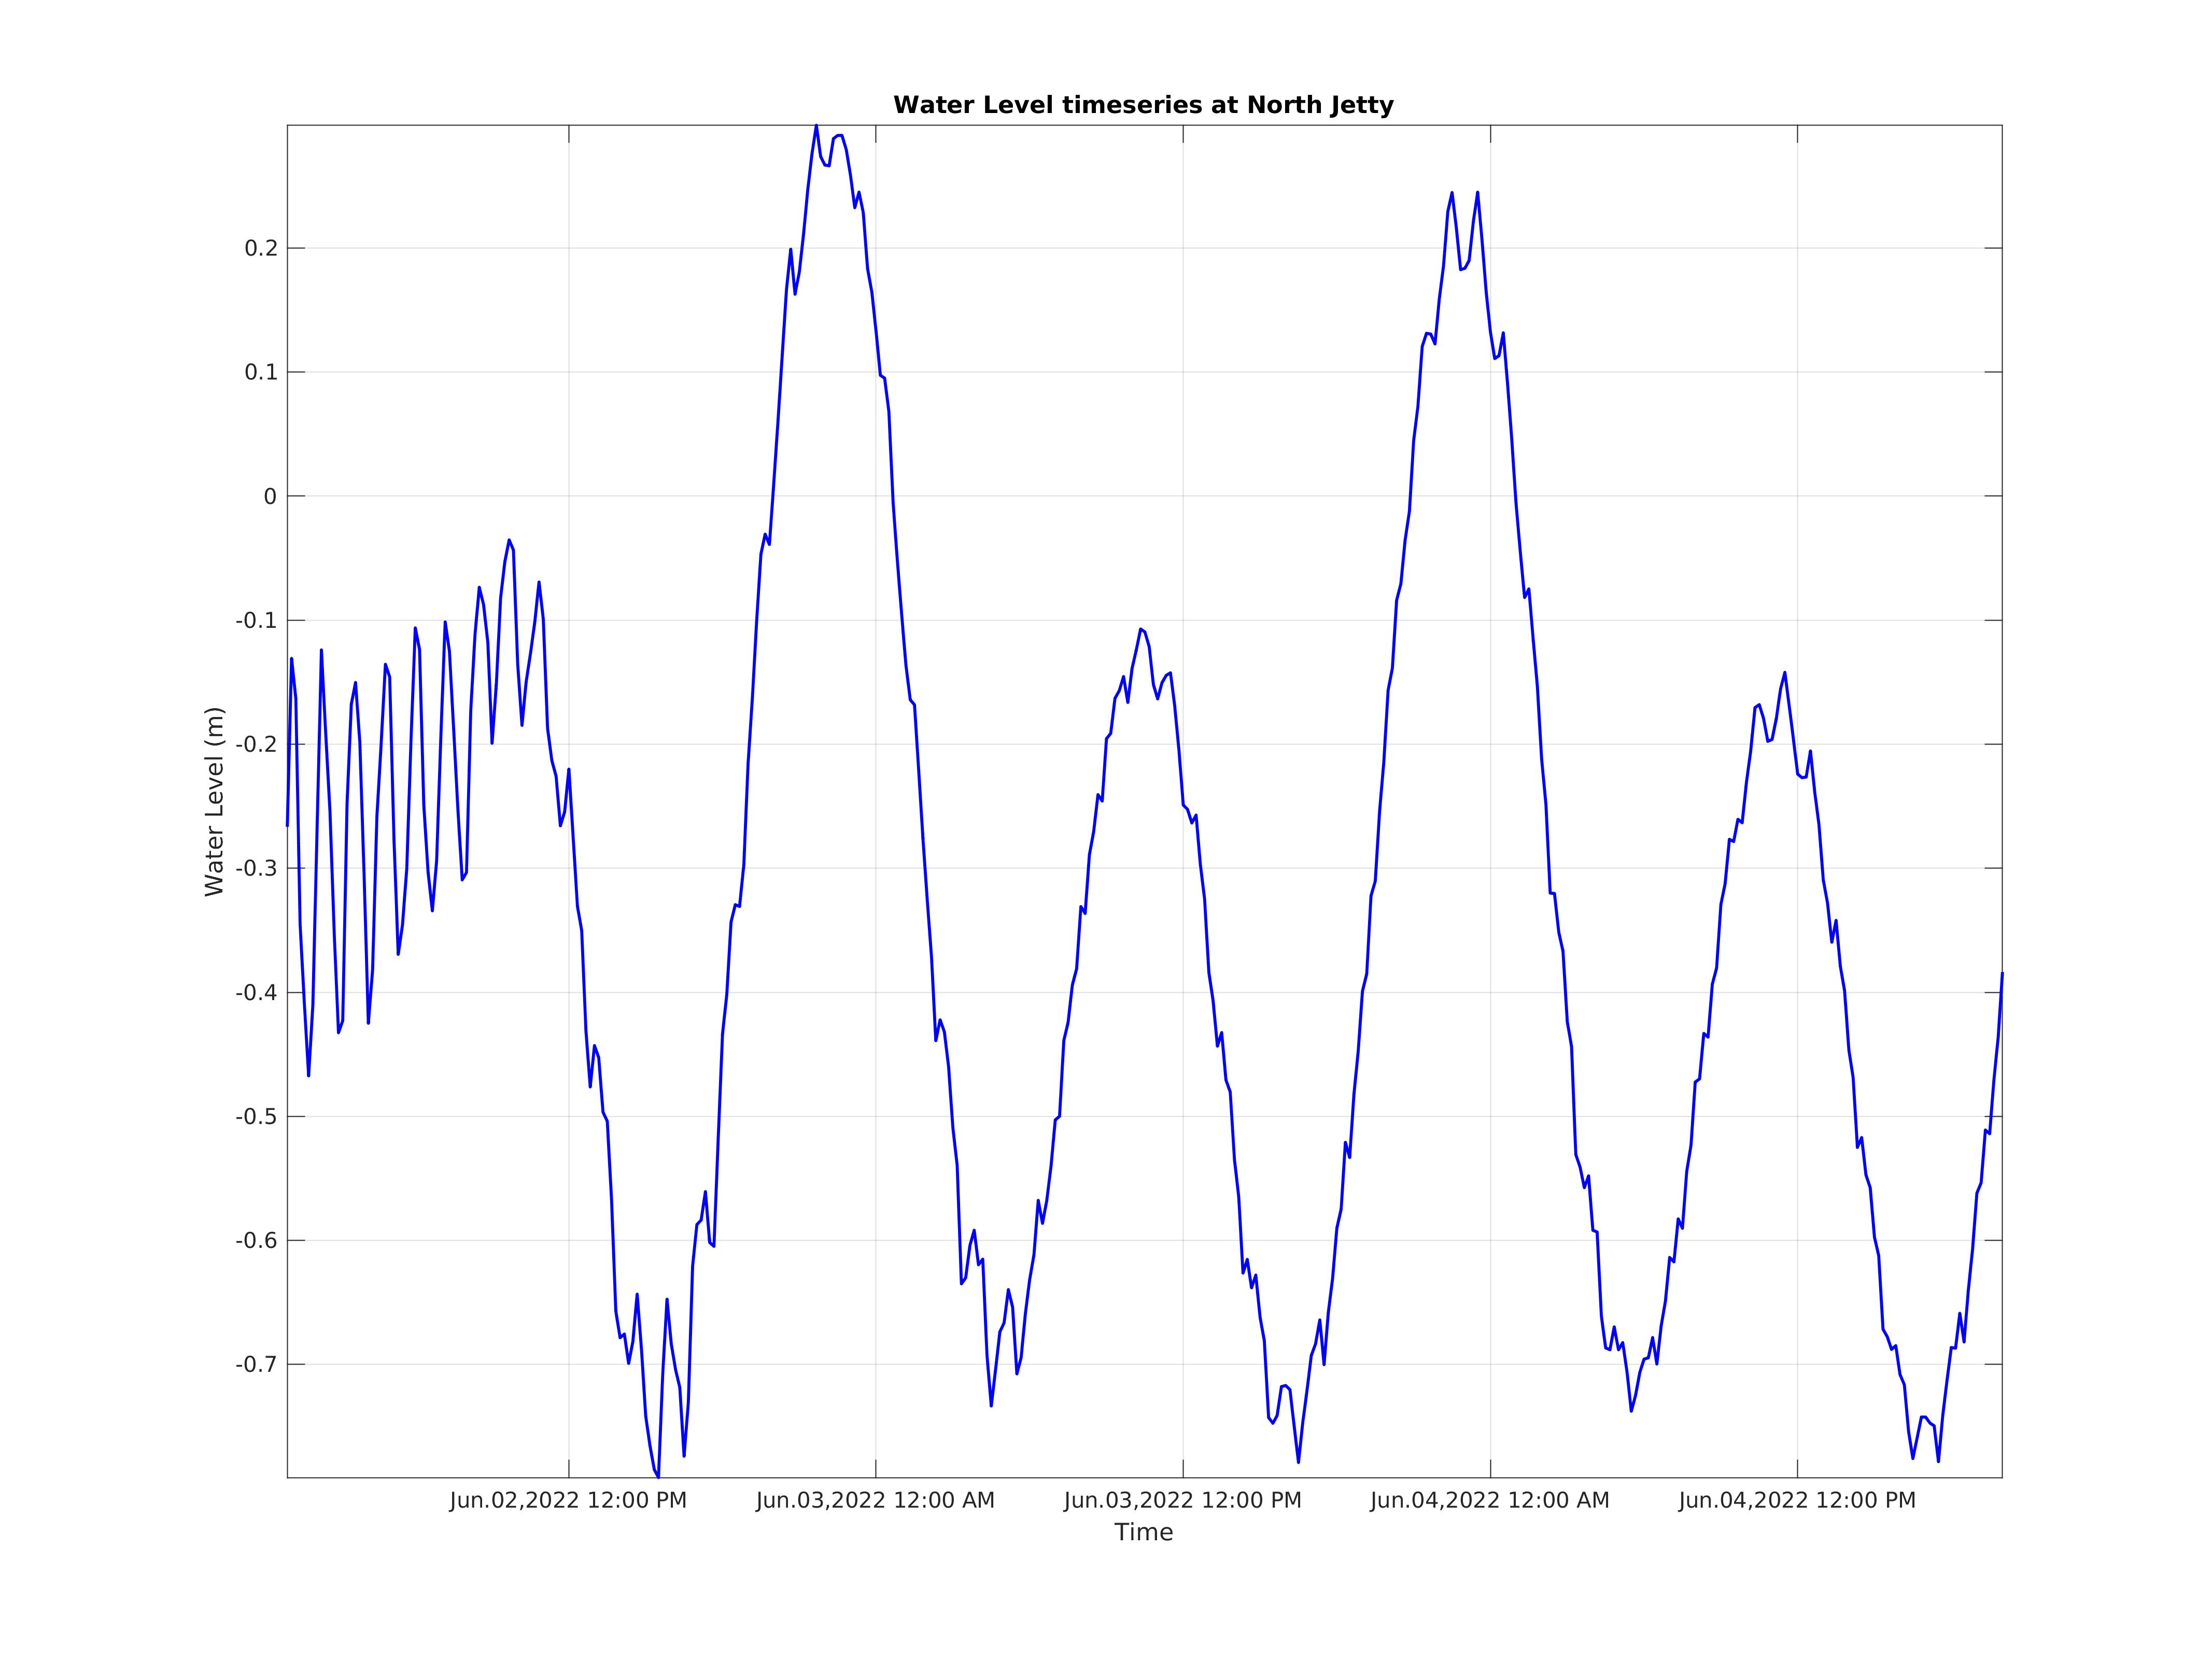 Water Level timeseries at North Jetty
0.2
0.1
0
-0.1
-0.2
-0.3
-0.4
-0.5
-0.6
-0.7
Water Level (m)
Jun.02,2022 12:00 PM
Jun.03,2022 12:00 AM
Jun.03,2022 12:00 PM
Jun.04,2022 12:00 AM
Jun.04,2022 12:00 PM
Time